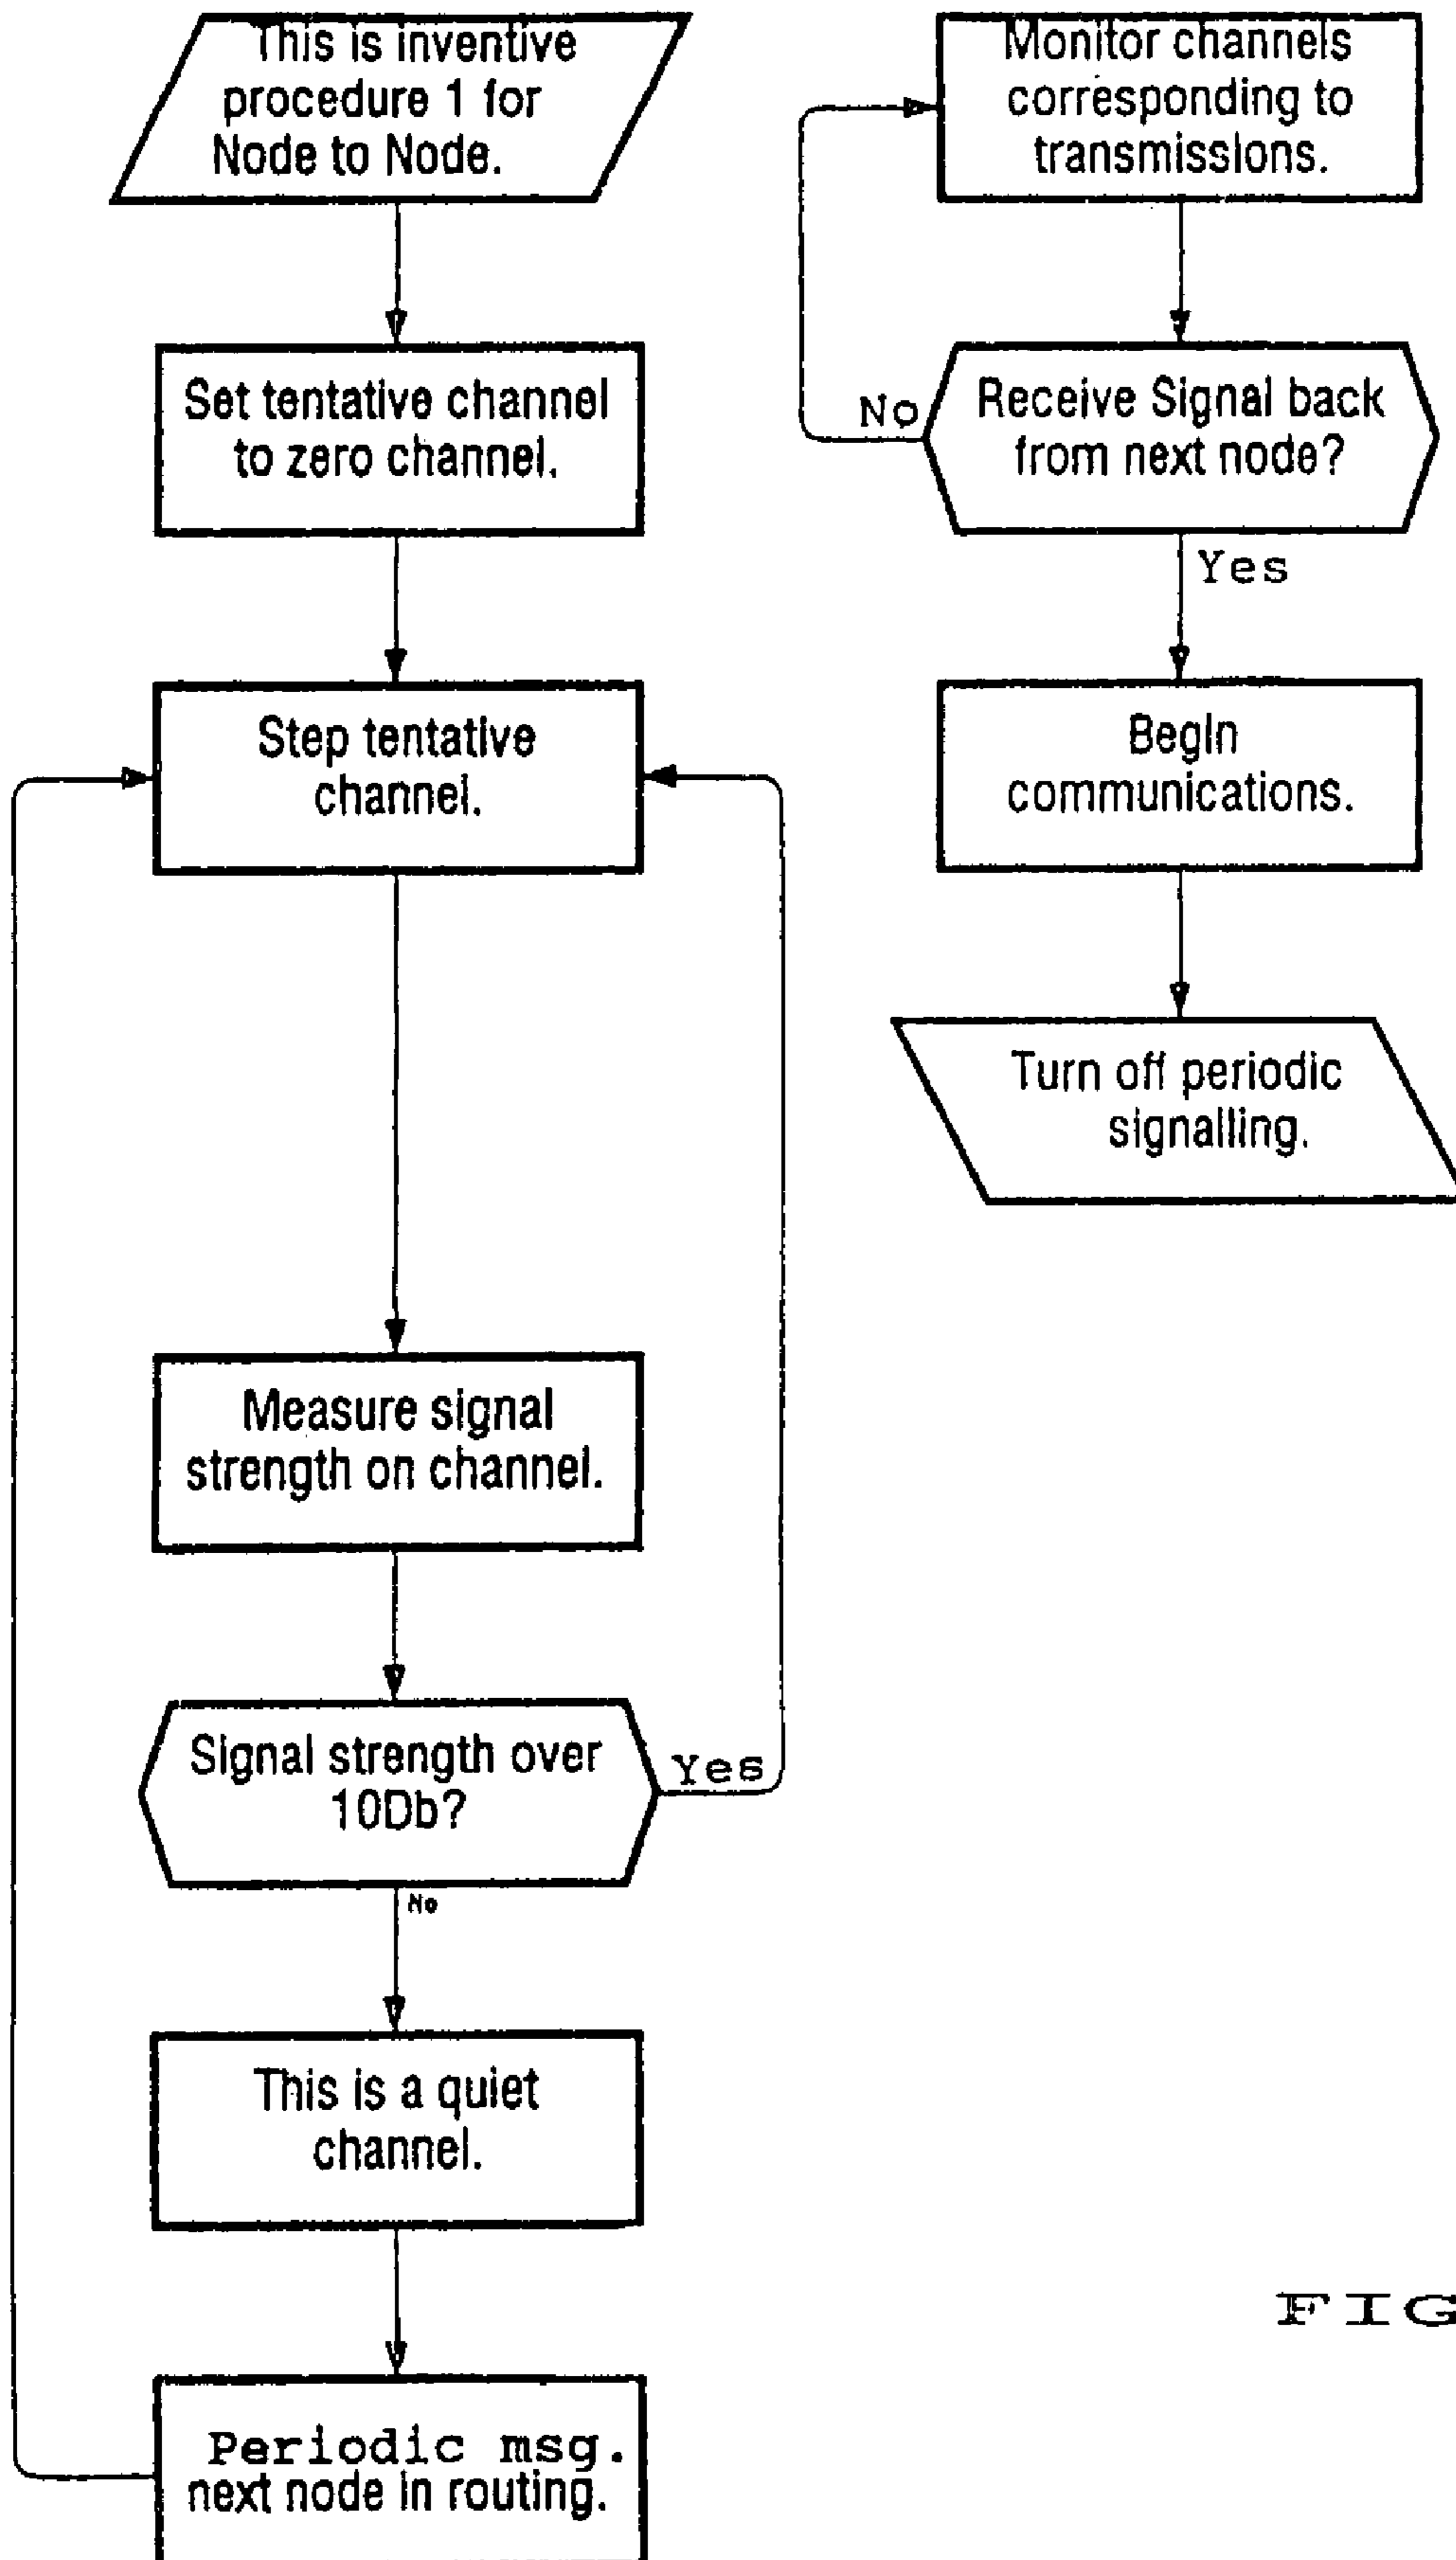 This is inventive
procedure 1 for
Node to Node.
Set tentative channel
to zero channel.
Step tentative
channel.
Measure signal
strength on channel.
Signal strength over
10Db?
Yes
No
This is a quiet
channel.
Periodic msg.
next node in routing.
Monitor channels
corresponding to
transmissions.
Receive Signal back
from next node?
No
Yes
Begin
communications.
Turn off periodic
signalling.
FIG